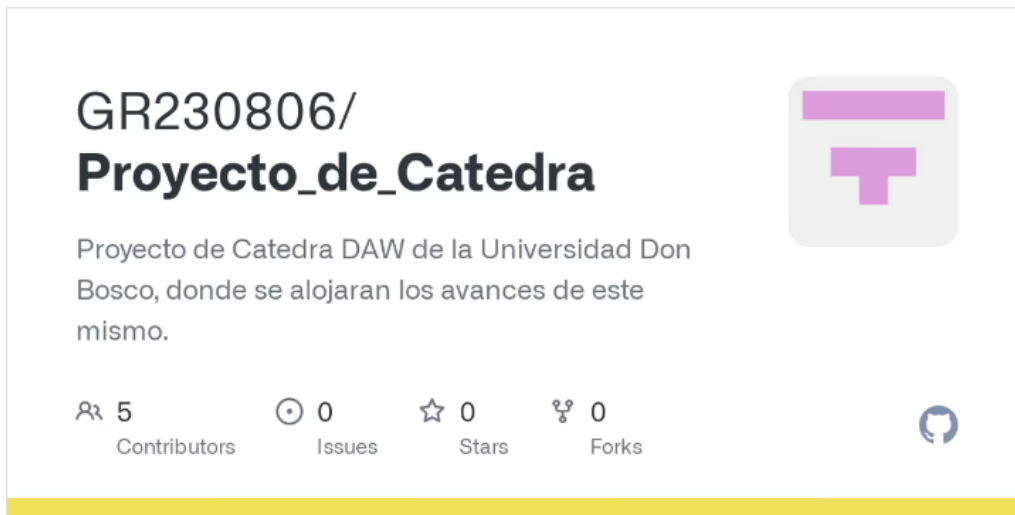 GR230806/
Proyecto_de_Catedra
Proyecto de Catedra DAW de la Universidad Don
Bosco, donde se alojaran los avances de este
mismo.
5 0 0 0
Contributors Issues Stars Forks